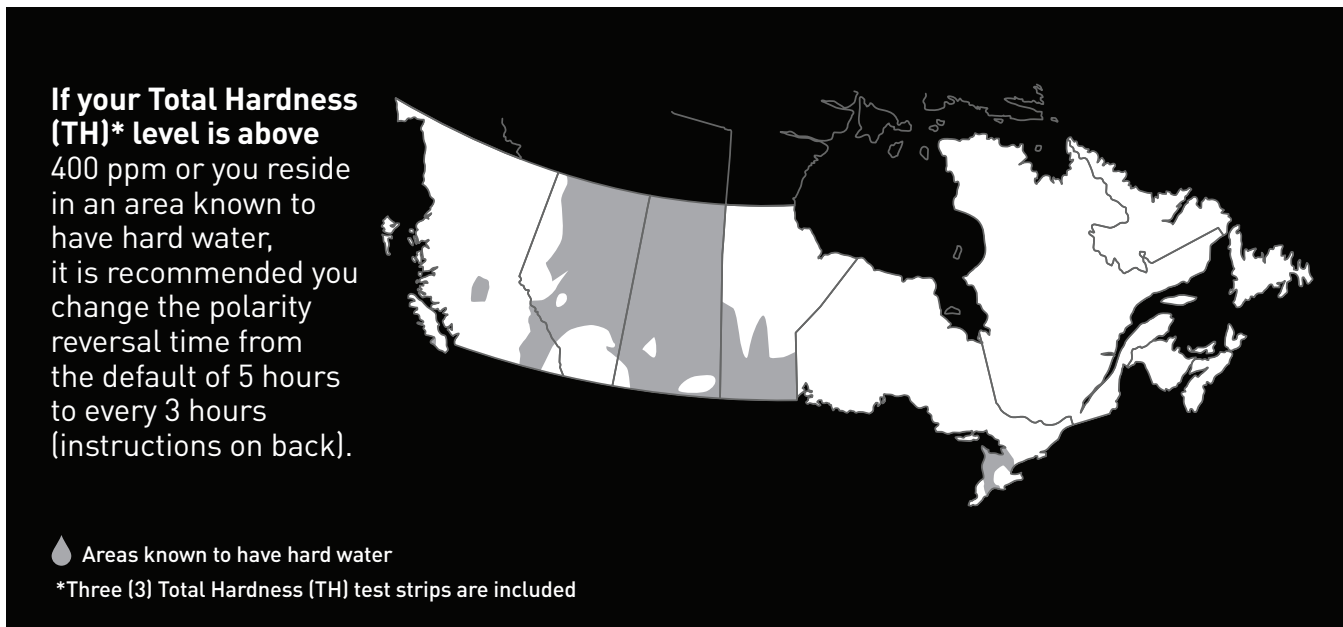 If your Total Hardness
(TH)* level is above
400 ppm or you reside
in an area known to
have hard water,
it is recommended you
change the polarity
reversal time from
the default of 5 hours
to every 3 hours
(instructions on back).
Areas known to have hard water
*Three (3) Total Hardness (TH) test strips are included